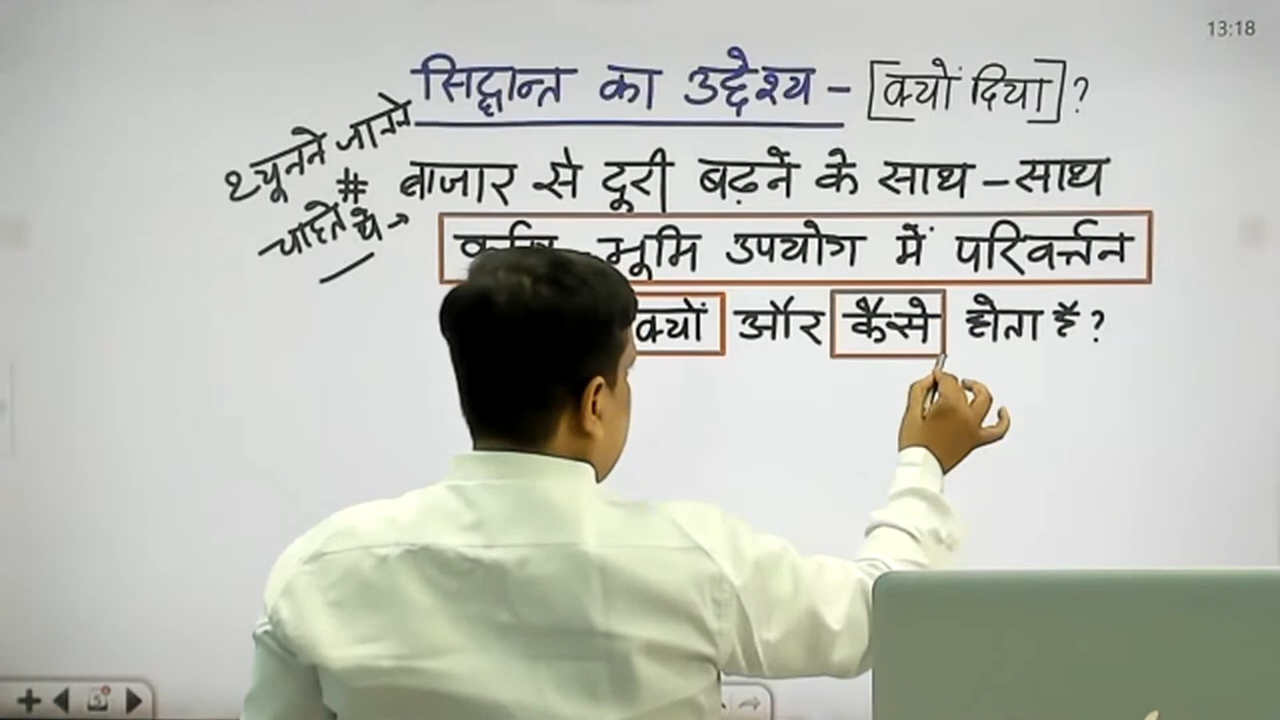 13:18
सिद्धान्त का उद्देश्य – [क्यों दिया]?
थ्यूनने जानने
चाहते थे→
# बाजार से दूरी बढ़ने के साथ – साथ
भूमि उपयोग में परिवर्त्तन
क्यों और कैसे होता है?